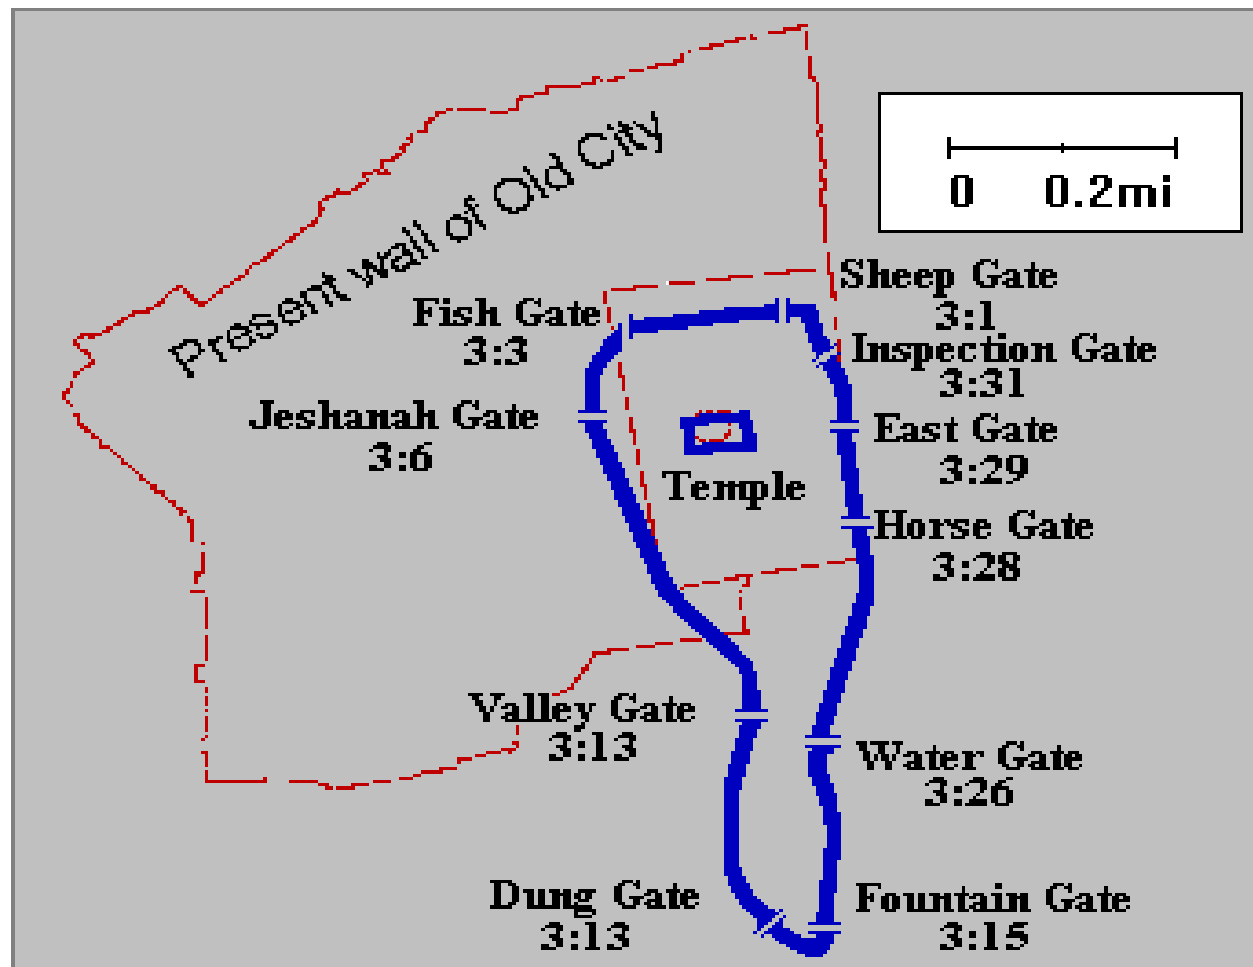 Present wall of Old City
0 0.2mi
Sheep Gate
3:1
Fish Gate
3:3
Inspection Gate
3:31
Jeshanah Gate
3:6
East Gate
3:29
Temple
Horse Gate
3:28
Valley Gate
3:13
Water Gate
3:26
Dung Gate
3:13
Fountain Gate
3:15